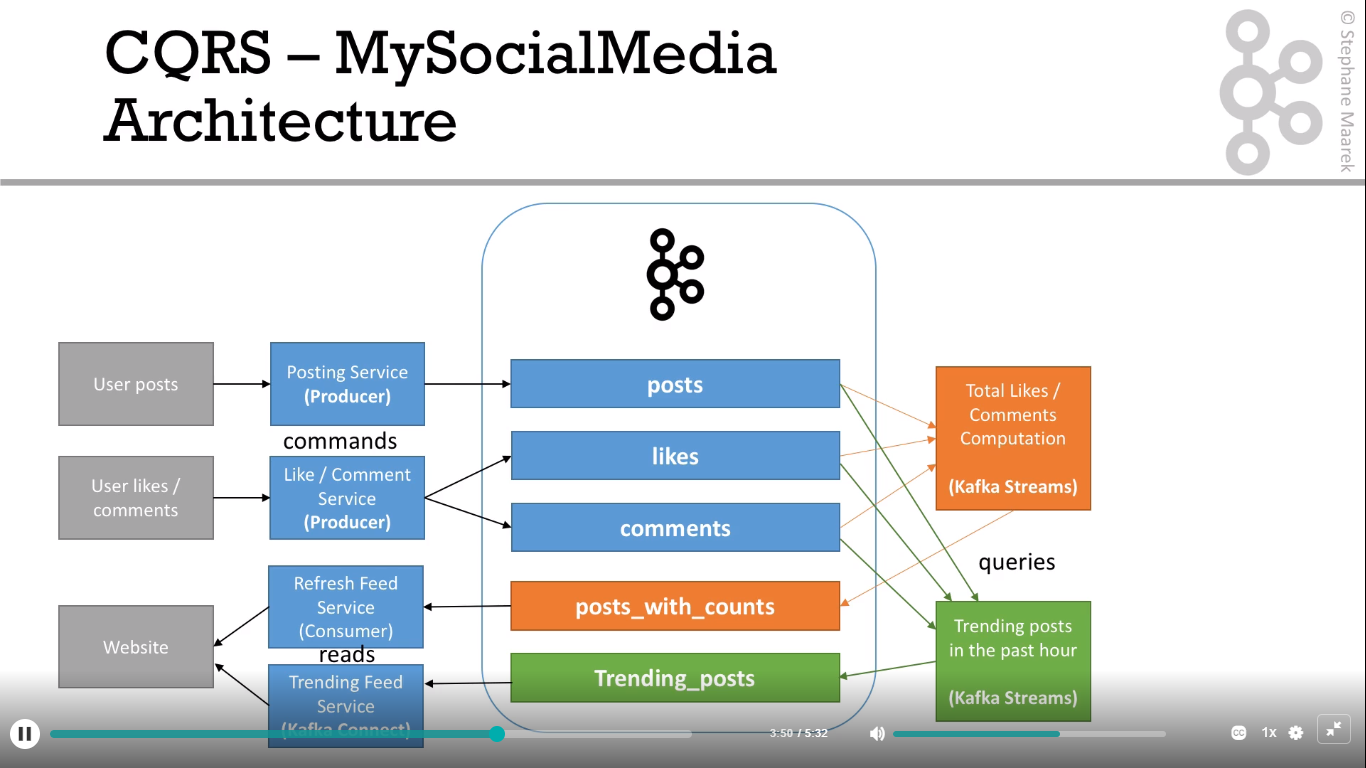 CQRS – MySocialMedia
Architecture
© Stephane Maarek
User posts
Posting Service
(Producer)
commands
User likes /
comments
Like / Comment
Service
(Producer)
Refresh Feed
Service
(Consumer)
reads
Website
Trending Feed
Service
(Kafka Connect)
posts
likes
comments
posts_with_counts
Trending_posts
Total Likes /
Comments
Computation
(Kafka Streams)
queries
Trending posts
in the past hour
(Kafka Streams)
3:50 / 5:32
CC
1x